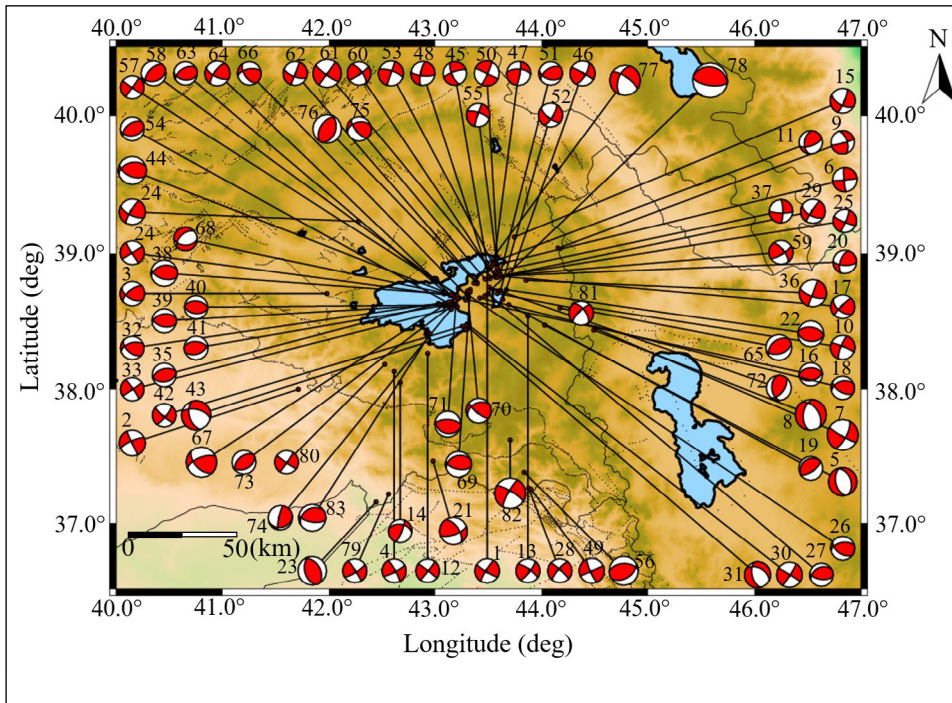 40.0° 41.0° 42.0° 43.0° 44.0° 45.0° 46.0° 47.0°
N
57 58 63 64 66 62 61 60 53 48 45 50 47 51 46 77 78 15
40.0° 40.0°
54 76 75 55 52 11 9
44 6
24 37 29 25
39.0° 39.0°
24 68 59 20
38
3 40 36 17
39 81 22 10
32 41 65 16
35 18
38.0° 38.0°
33 42 43 72 8 7
2 67 71 70 19 5
73 80 69
37.0° 37.0°
74 83 14 21 82 26
0 50(km)
23 79 41 12 1 13 28 49 56 31 30 27
40.0° 41.0° 42.0° 43.0° 44.0° 45.0° 46.0° 47.0°
Latitude (deg)
Longitude (deg)